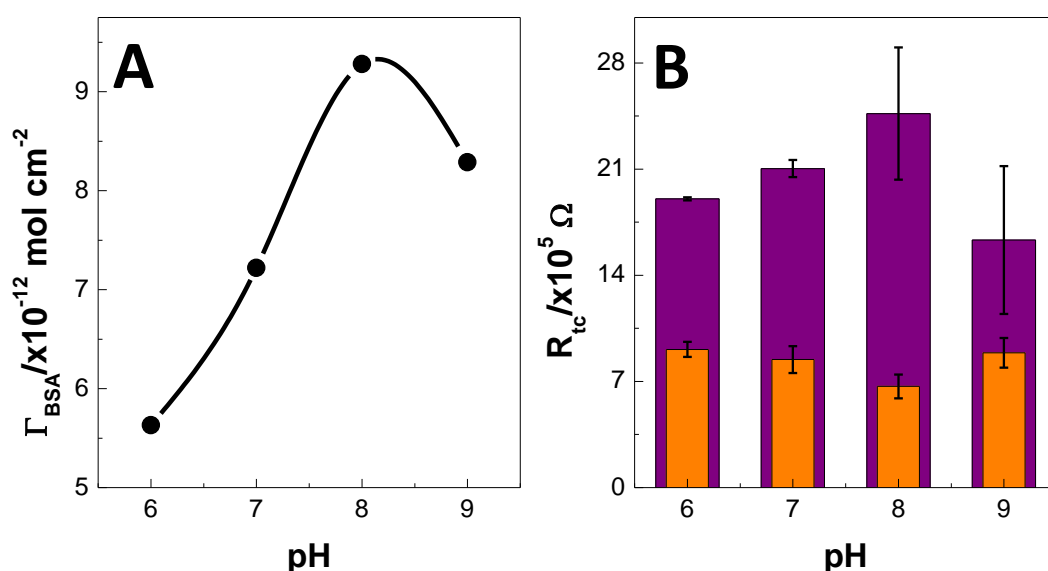 A
Γ_BSA/x10^-12 mol cm^-2
9
8
7
6
5
6 7 8 9
pH
B
R_tc/x10^5 Ω
28
21
14
7
0
6 7 8 9
pH